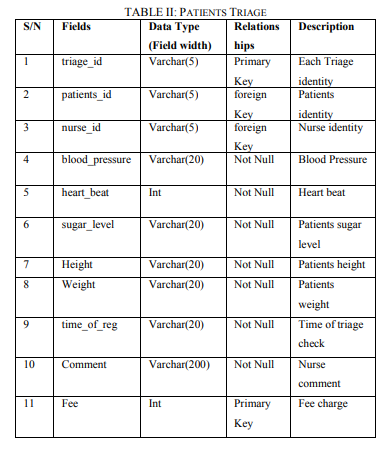 TABLE II: PATIENTS TRIAGE
S/N Fields Data Type (Field width) Relations hips Description
1 triage_id Varchar(5) Primary Key Each Triage identity
2 patients_id Varchar(5) foreign Key Patients identity
3 nurse_id Varchar(5) foreign Key Nurse identity
4 blood_pressure Varchar(20) Not Null Blood Pressure
5 heart_beat Int Not Null Heart beat
6 sugar_level Varchar(20) Not Null Patients sugar level
7 Height Varchar(20) Not Null Patients height
8 Weight Varchar(20) Not Null Patients weight
9 time_of_reg Varchar(20) Not Null Time of triage check
10 Comment Varchar(200) Not Null Nurse comment
11 Fee Int Primary Key Fee charge